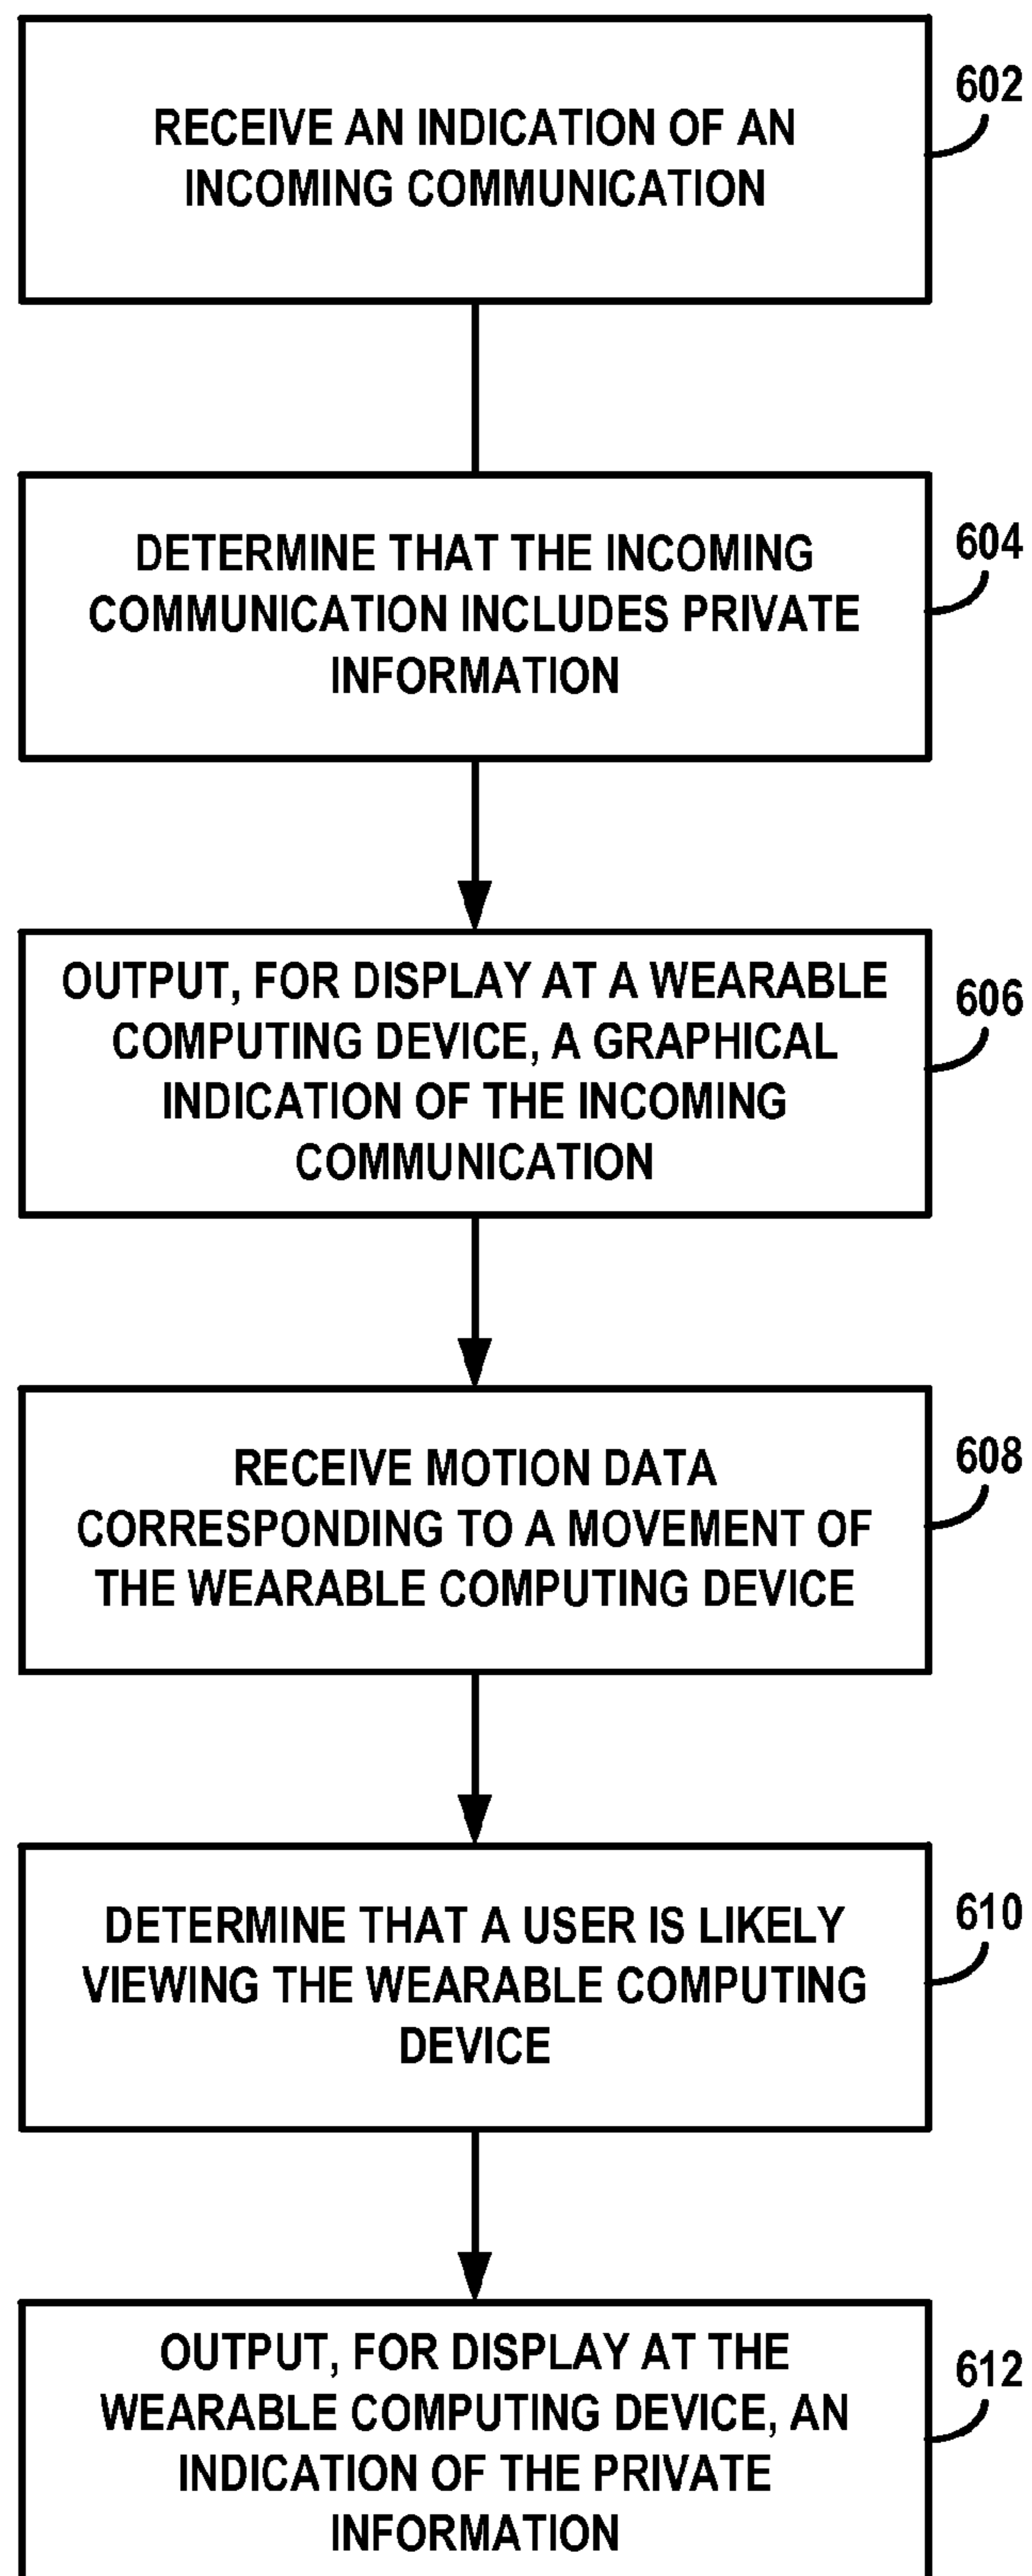 RECEIVE AN INDICATION OF AN
INCOMING COMMUNICATION
602
DETERMINE THAT THE INCOMING
COMMUNICATION INCLUDES PRIVATE
INFORMATION
604
OUTPUT, FOR DISPLAY AT A WEARABLE
COMPUTING DEVICE, A GRAPHICAL
INDICATION OF THE INCOMING
COMMUNICATION
606
RECEIVE MOTION DATA
CORRESPONDING TO A MOVEMENT OF
THE WEARABLE COMPUTING DEVICE
608
DETERMINE THAT A USER IS LIKELY
VIEWING THE WEARABLE COMPUTING
DEVICE
610
OUTPUT, FOR DISPLAY AT THE
WEARABLE COMPUTING DEVICE, AN
INDICATION OF THE PRIVATE
INFORMATION
612